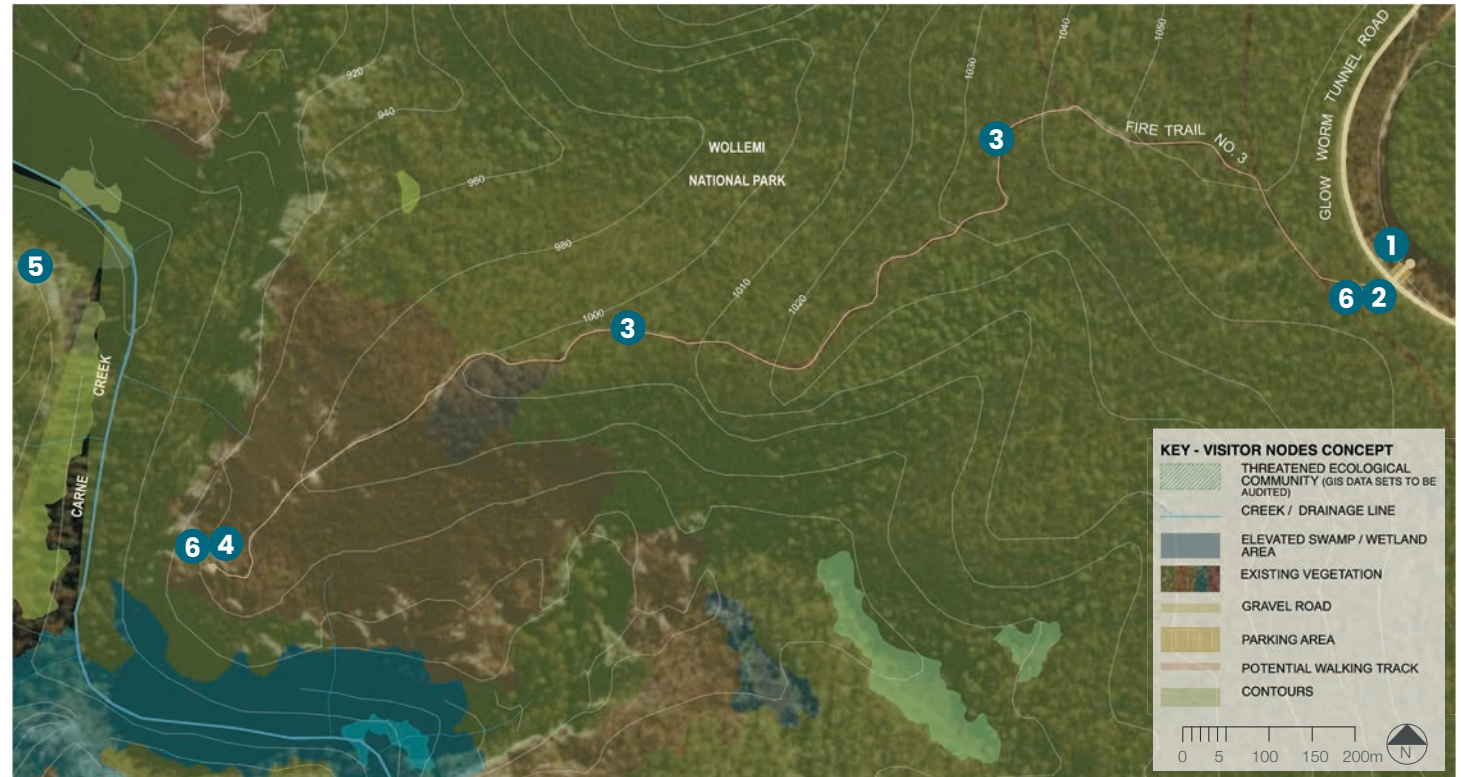 920
940
960
980
1000
1010
1020
1030
1040
1050
WOLLEMI
NATIONAL PARK
FIRE TRAIL NO. 3
GLOW WORM TUNNEL ROAD
CARNE CREEK
1
2
6
3
3
5
6
4
KEY - VISITOR NODES CONCEPT
THREATENED ECOLOGICAL
COMMUNITY (GIS DATA SETS TO BE
AUDITED)
CREEK / DRAINAGE LINE
ELEVATED SWAMP / WETLAND
AREA
EXISTING VEGETATION
GRAVEL ROAD
PARKING AREA
POTENTIAL WALKING TRACK
CONTOURS
0 5 100 150 200m
N